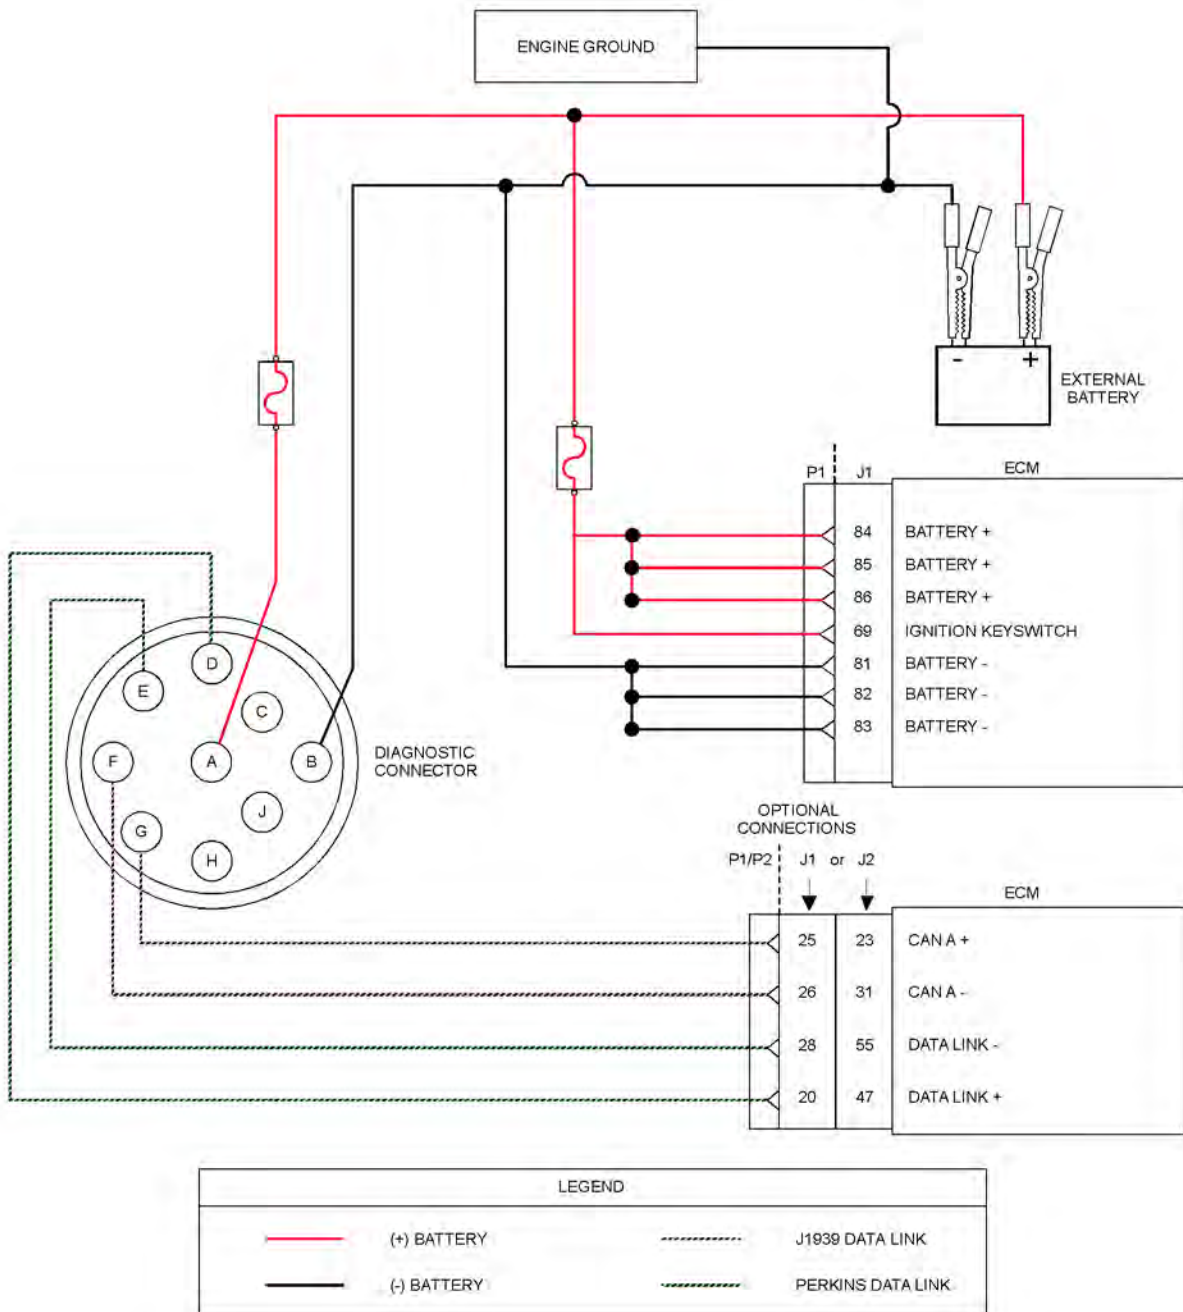 ENGINE GROUND
- +
EXTERNAL
BATTERY
P1 J1 ECM
84 BATTERY +
85 BATTERY +
86 BATTERY +
69 IGNITION KEYSWITCH
81 BATTERY -
82 BATTERY -
83 BATTERY -
D
E
C
F
A
B
DIAGNOSTIC
CONNECTOR
J
G
H
OPTIONAL
CONNECTIONS
P1/P2 J1 or J2
ECM
25 23 CAN A +
26 31 CAN A -
28 55 DATA LINK -
20 47 DATA LINK +
LEGEND
(+) BATTERY J1939 DATA LINK
(-) BATTERY PERKINS DATA LINK